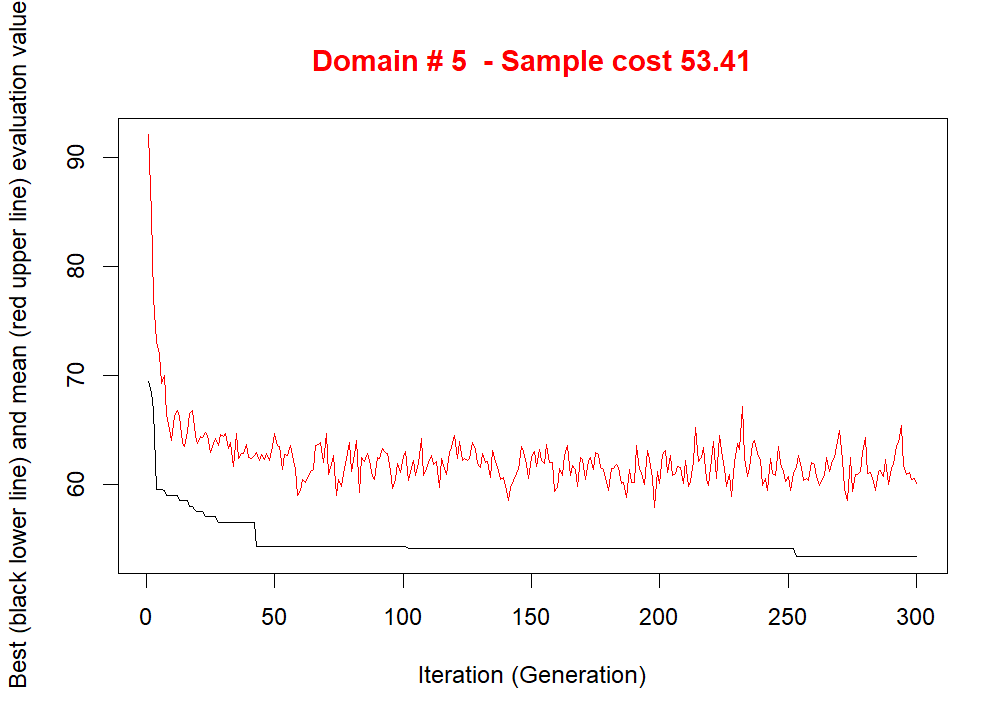 Domain # 5  - Sample cost 53.41
Best (black lower line) and mean (red upper line) evaluation value
90
80
70
60
0 50 100 150 200 250 300
Iteration (Generation)